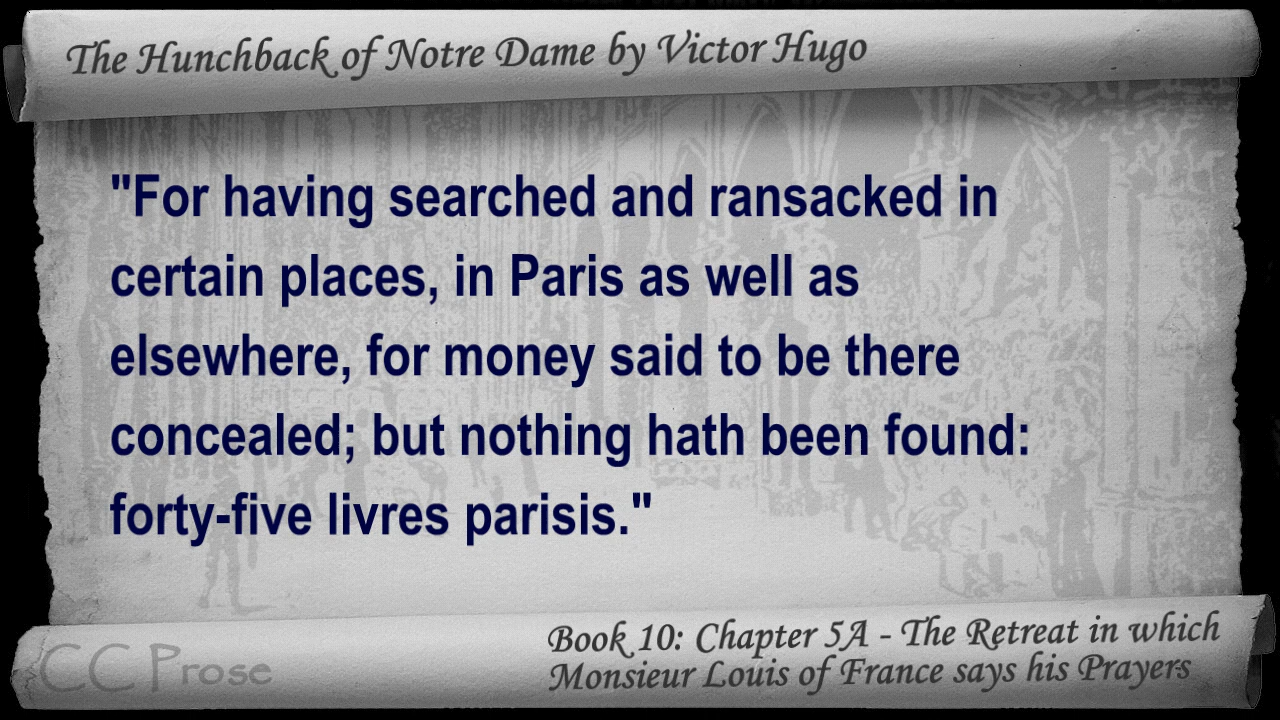 The Hunchback of Notre Dame by Victor Hugo
"For having searched and ransacked in
certain places, in Paris as well as
elsewhere, for money said to be there
concealed; but nothing hath been found:
forty-five livres parisis."
Book 10: Chapter 5A - The Retreat in which
Monsieur Louis of France says his Prayers
CC Prose